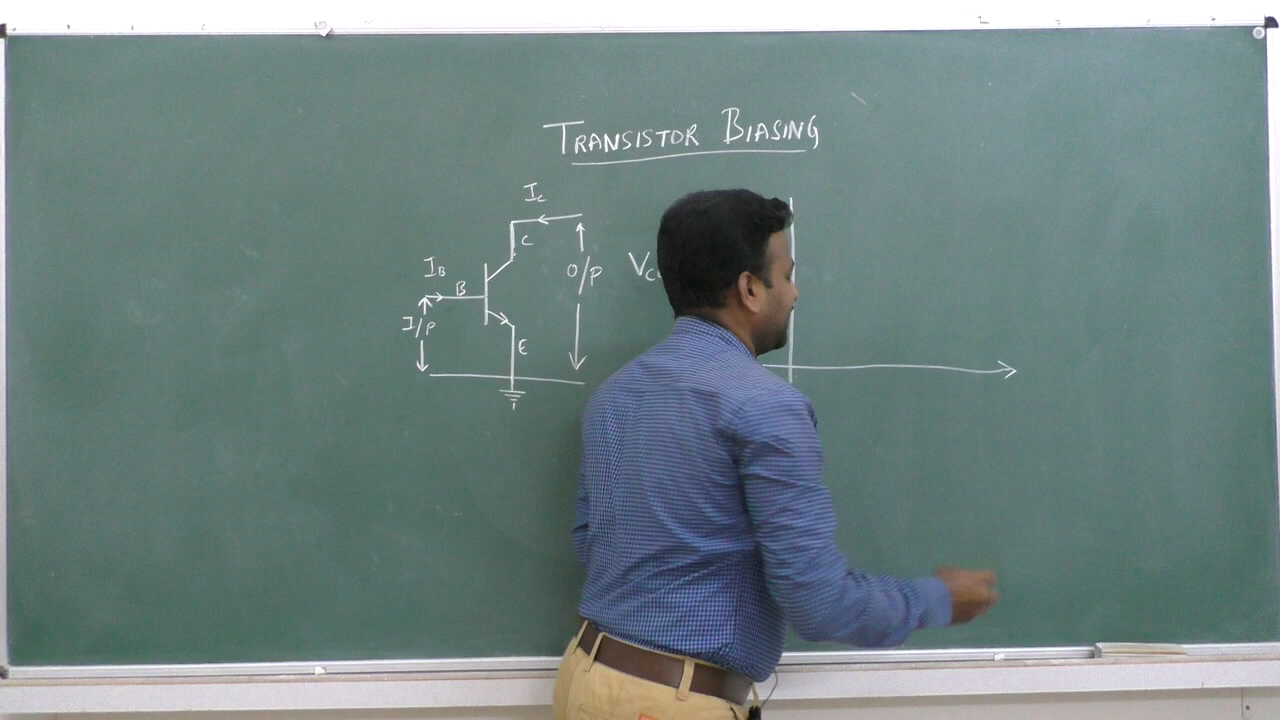 TRANSISTOR BIASING
IC
C
IB
B
O/P
I/P
E